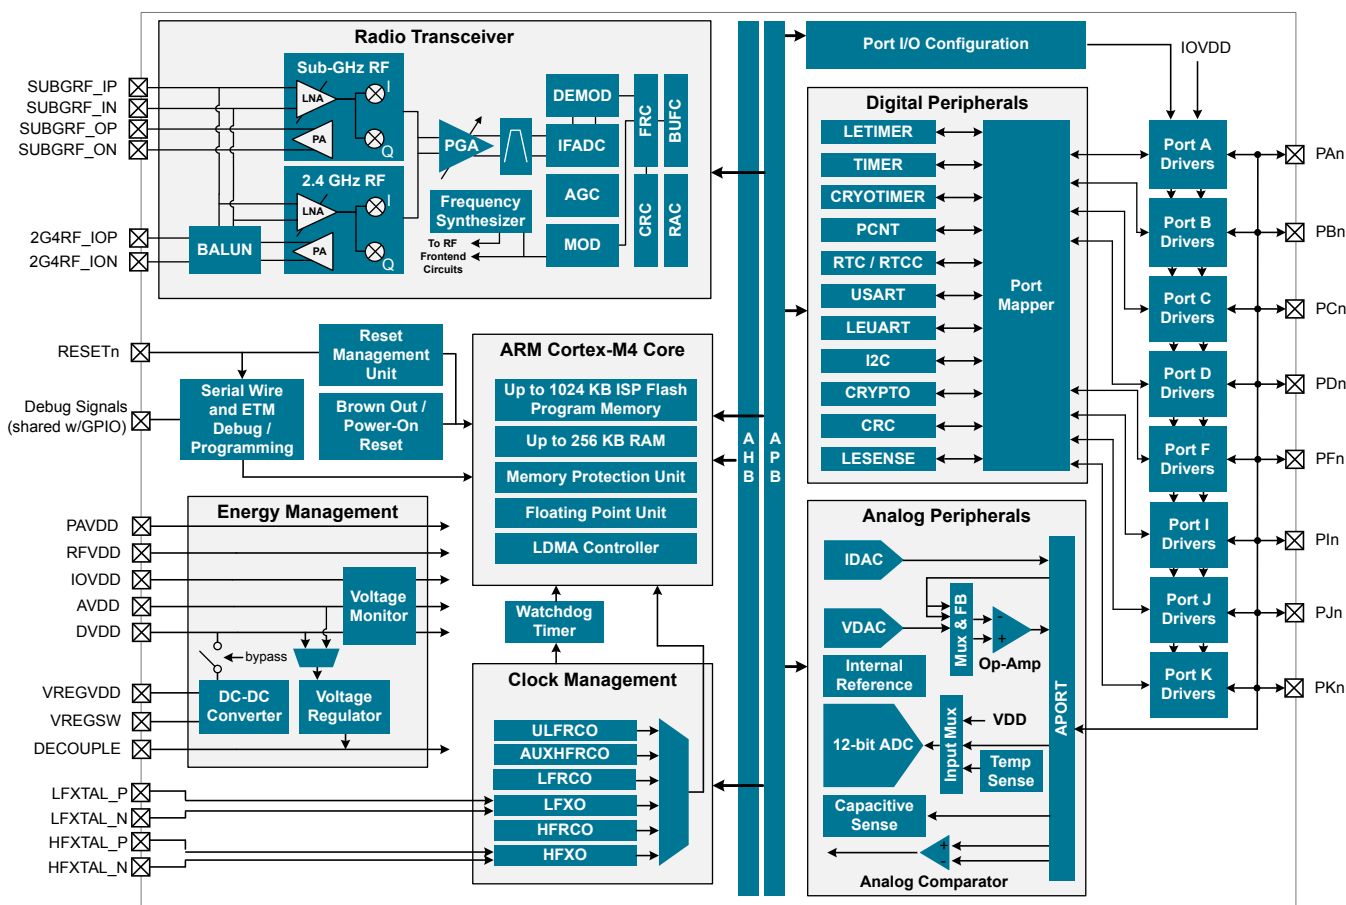 Radio Transceiver
SUBGRF_IP
SUBGRF_IN
SUBGRF_OP
SUBGRF_ON
2G4RF_IOP
2G4RF_ION
Sub-GHz RF
LNA
I
PA
Q
2.4 GHz RF
LNA
I
PA
Q
BALUN
PGA
Frequency
Synthesizer
To RF
Frontend
Circuits
DEMOD
IFADC
AGC
MOD
FRC
BUFC
CRC
RAC
RESETn
Debug Signals
(shared w/GPIO)
Serial Wire
and ETM
Debug /
Programming
Reset
Management
Unit
Brown Out /
Power-On
Reset
ARM Cortex-M4 Core
Up to 1024 KB ISP Flash
Program Memory
Up to 256 KB RAM
Memory Protection Unit
Floating Point Unit
LDMA Controller
Watchdog
Timer
Energy Management
PAVDD
RFVDD
IOVDD
AVDD
DVDD
VREGVDD
VREGSW
DECOUPLE
Voltage
Monitor
bypass
DC-DC
Converter
Voltage
Regulator
LFXTAL_P
LFXTAL_N
HFXTAL_P
HFXTAL_N
Clock Management
ULFRCO
AUXHFRCO
LFRCO
LFXO
HFRCO
HFXO
A
H
B
A
P
B
Port I/O Configuration
IOVDD
Digital Peripherals
LETIMER
TIMER
CRYOTIMER
PCNT
RTC / RTCC
USART
LEUART
I2C
CRYPTO
CRC
LESENSE
Port
Mapper
Analog Peripherals
IDAC
VDAC
Internal
Reference
12-bit ADC
Capacitive
Sense
Mux & FB
-
+
Op-Amp
Input Mux
VDD
Temp
Sense
+
-
Analog Comparator
APORT
Port A
Drivers
Port B
Drivers
Port C
Drivers
Port D
Drivers
Port F
Drivers
Port I
Drivers
Port J
Drivers
Port K
Drivers
PAn
PBn
PCn
PDn
PFn
PIn
PJn
PKn